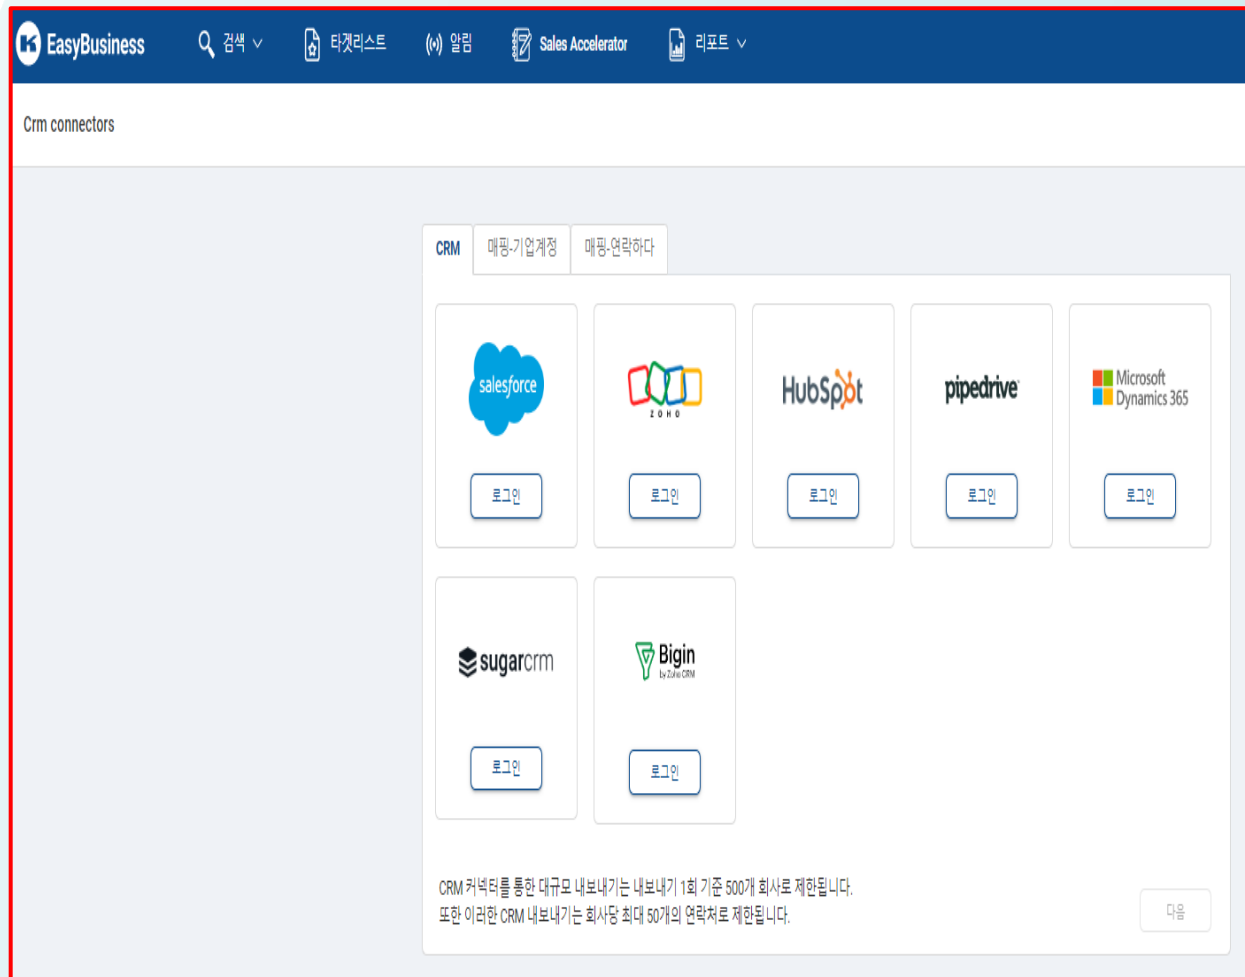 EasyBusiness 검색 타겟리스트 알림 Sales Accelerator 리포트
Crm connectors
CRM 매핑-기업계정 매핑-연락하다
salesforce ZOHO HubSpot pipedrive Microsoft Dynamics 365
로그인 로그인 로그인 로그인 로그인
sugarcrm Bigin by Zoho CRM
로그인 로그인
CRM 커넥터를 통한 대규모 내보내기는 내보내기 1회 기준 500개 회사로 제한됩니다.
또한 이러한 CRM 내보내기는 회사당 최대 50개의 연락처로 제한됩니다.
다음